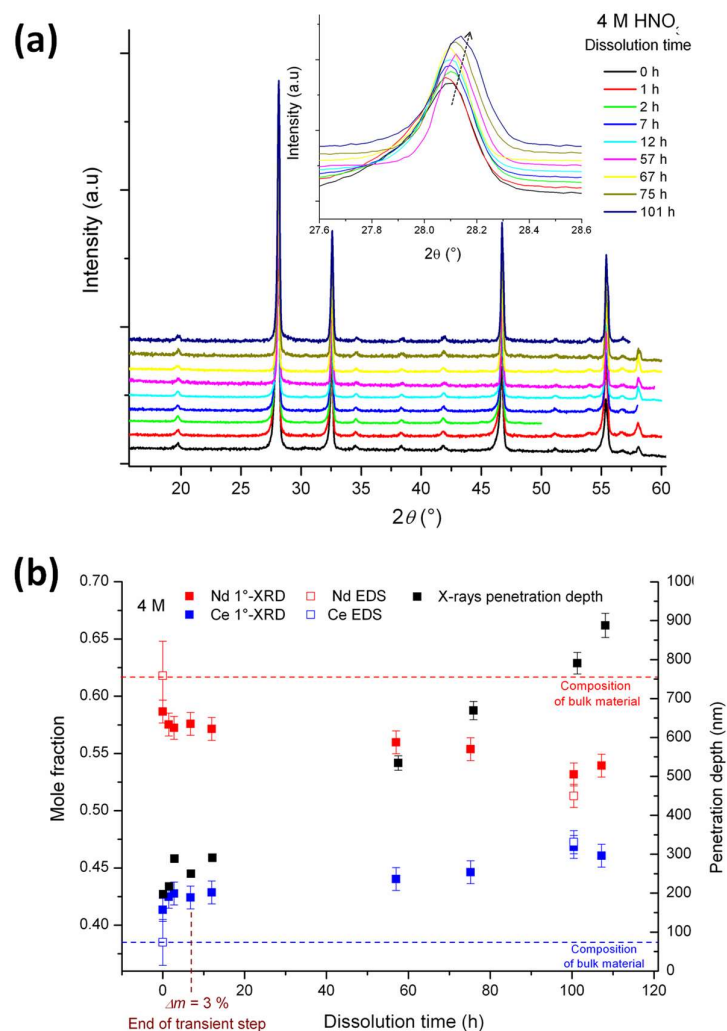 (a)
4 M HNO3
Dissolution time
0 h
1 h
2 h
7 h
12 h
57 h
67 h
75 h
101 h
Intensity (a.u)
27.6 27.8 28.0 28.2 28.4 28.6
2θ (°)
Intensity (a.u)
20 25 30 35 40 45 50 55 60
2θ (°)
(b)
4 M
Nd 1°-XRD
Nd EDS
X-rays penetration depth
Ce 1°-XRD
Ce EDS
0.70
0.65
0.60
0.55
0.50
0.45
0.40
Mole fraction
Composition
of bulk material
Composition
of bulk material
1000
900
800
700
600
500
400
300
200
100
0
Penetration depth (nm)
0 20 40 60 80 100 120
Δm = 3 %
End of transient step
Dissolution time (h)